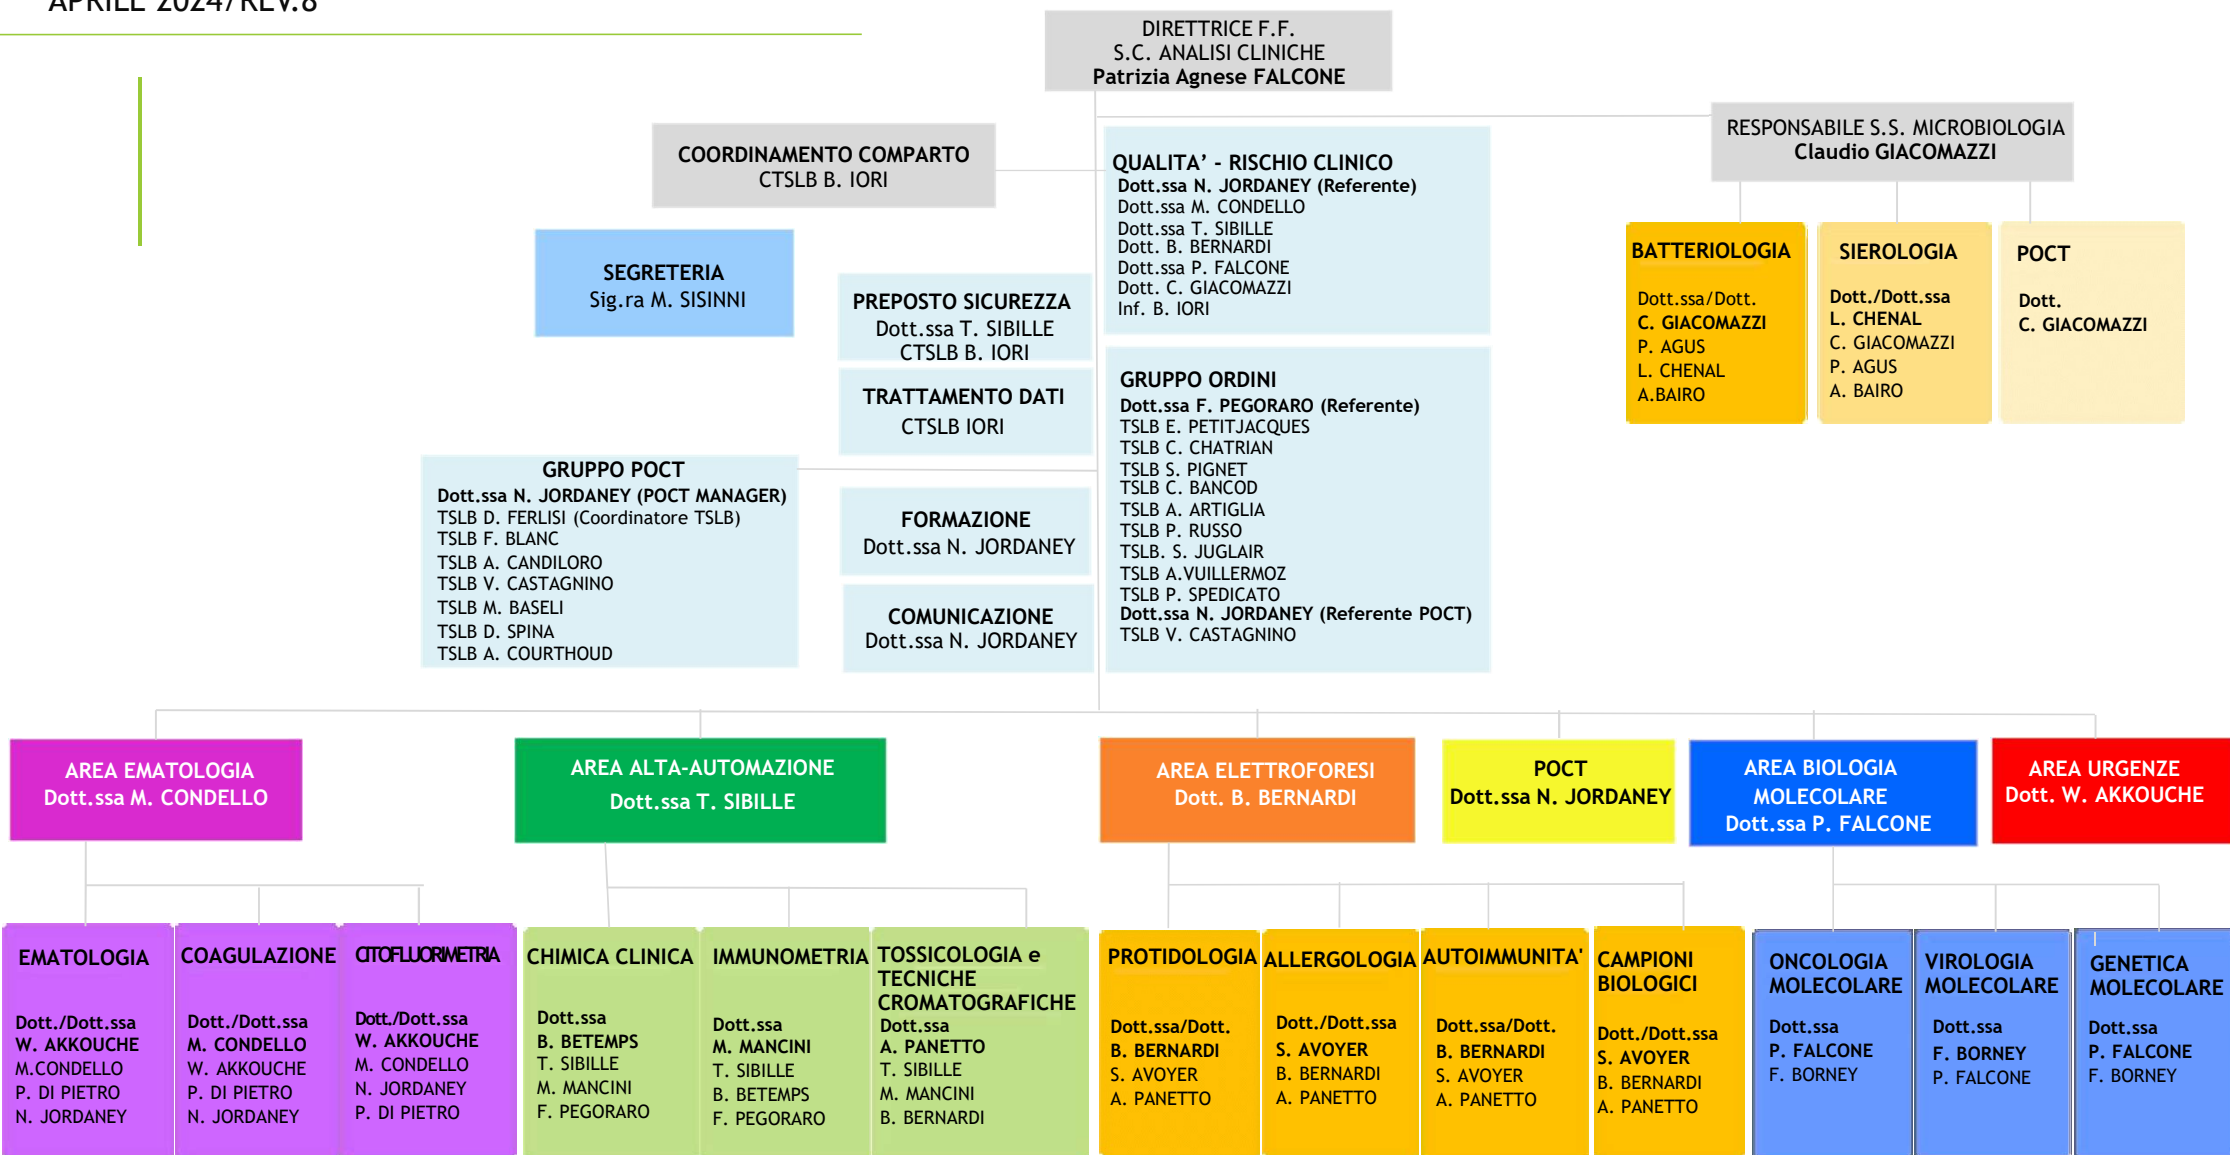 APRILE 2024/REV.8
DIRETTRICE F.F.
S.C. ANALISI CLINICHE
Patrizia Agnese FALCONE
COORDINAMENTO COMPARTO
CTSLB B. IORI
RESPONSABILE S.S. MICROBIOLOGIA
Claudio GIACOMAZZI
QUALITA' - RISCHIO CLINICO
Dott.ssa N. JORDANEY (Referente)
Dott.ssa M. CONDELLO
Dott.ssa T. SIBILLE
Dott. B. BERNARDI
Dott.ssa P. FALCONE
Dott. C. GIACOMAZZI
Inf. B. IORI
SEGRETERIA
Sig.ra M. SISINNI
PREPOSTO SICUREZZA
Dott.ssa T. SIBILLE
CTSLB B. IORI
TRATTAMENTO DATI
CTSLB IORI
BATTERIOLOGIA
Dott.ssa/Dott.
C. GIACOMAZZI
P. AGUS
L. CHENAL
A.BAIRO
SIEROLOGIA
Dott./Dott.ssa
L. CHENAL
C. GIACOMAZZI
P. AGUS
A. BAIRO
POCT
Dott.
C. GIACOMAZZI
GRUPPO ORDINI
Dott.ssa F. PEGORARO (Referente)
TSLB E. PETITJACQUES
TSLB C. CHATRIAN
TSLB S. PIGNET
TSLB C. BANCOD
TSLB A. ARTIGLIA
TSLB P. RUSSO
TSLB. S. JUGLAIR
TSLB A.VUILLERMOZ
TSLB P. SPEDICATO
Dott.ssa N. JORDANEY (Referente POCT)
TSLB V. CASTAGNINO
GRUPPO POCT
Dott.ssa N. JORDANEY (POCT MANAGER)
TSLB D. FERLISI (Coordinatore TSLB)
TSLB F. BLANC
TSLB A. CANDILORO
TSLB V. CASTAGNINO
TSLB M. BASELI
TSLB D. SPINA
TSLB A. COURTHOUD
FORMAZIONE
Dott.ssa N. JORDANEY
COMUNICAZIONE
Dott.ssa N. JORDANEY
AREA EMATOLOGIA
Dott.ssa M. CONDELLO
AREA ALTA-AUTOMAZIONE
Dott.ssa T. SIBILLE
AREA ELETTROFORESI
Dott. B. BERNARDI
POCT
Dott.ssa N. JORDANEY
AREA BIOLOGIA
MOLECOLARE
Dott.ssa P. FALCONE
AREA URGENZE
Dott. W. AKKOUCHE
EMATOLOGIA
Dott./Dott.ssa
W. AKKOUCHE
M.CONDELLO
P. DI PIETRO
N. JORDANEY
COAGULAZIONE
Dott./Dott.ssa
M. CONDELLO
W. AKKOUCHE
P. DI PIETRO
N. JORDANEY
CITOFLUORIMETRIA
Dott./Dott.ssa
W. AKKOUCHE
M. CONDELLO
N. JORDANEY
P. DI PIETRO
CHIMICA CLINICA
Dott.ssa
B. BETEMPS
T. SIBILLE
M. MANCINI
F. PEGORARO
IMMUNOMETRIA
Dott.ssa
M. MANCINI
T. SIBILLE
B. BETEMPS
F. PEGORARO
TOSSICOLOGIA e
TECNICHE
CROMATOGRAFICHE
Dott.ssa
A. PANETTO
T. SIBILLE
M. MANCINI
B. BERNARDI
PROTIDOLOGIA
Dott.ssa/Dott.
B. BERNARDI
S. AVOYER
A. PANETTO
ALLERGOLOGIA
Dott./Dott.ssa
S. AVOYER
B. BERNARDI
A. PANETTO
AUTOIMMUNITA'
Dott.ssa/Dott.
B. BERNARDI
S. AVOYER
A. PANETTO
CAMPIONI
BIOLOGICI
Dott./Dott.ssa
S. AVOYER
B. BERNARDI
A. PANETTO
ONCOLOGIA
MOLECOLARE
Dott.ssa
P. FALCONE
F. BORNEY
VIROLOGIA
MOLECOLARE
Dott.ssa
F. BORNEY
P. FALCONE
GENETICA
MOLECOLARE
Dott.ssa
P. FALCONE
F. BORNEY